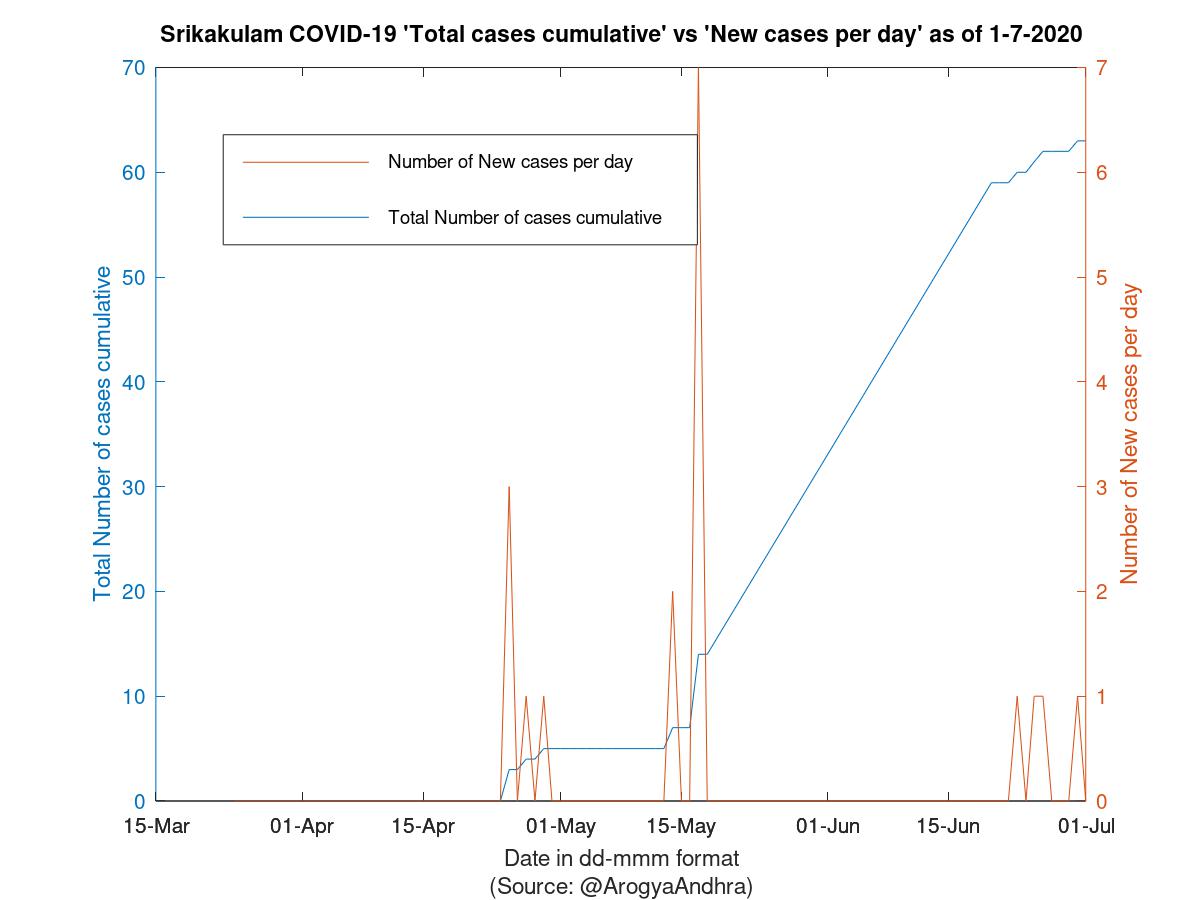 Srikakulam COVID-19 'Total cases cumulative' vs 'New cases per day' as of 1-7-2020
70
60
50
40
30
20
10
0
Total Number of cases cumulative
Number of New cases per day
Total Number of cases cumulative
7
6
5
4
3
2
1
0
Number of New cases per day
15-Mar 01-Apr 15-Apr 01-May 15-May 01-Jun 15-Jun 01-Jul
Date in dd-mmm format
(Source: @ArogyaAndhra)